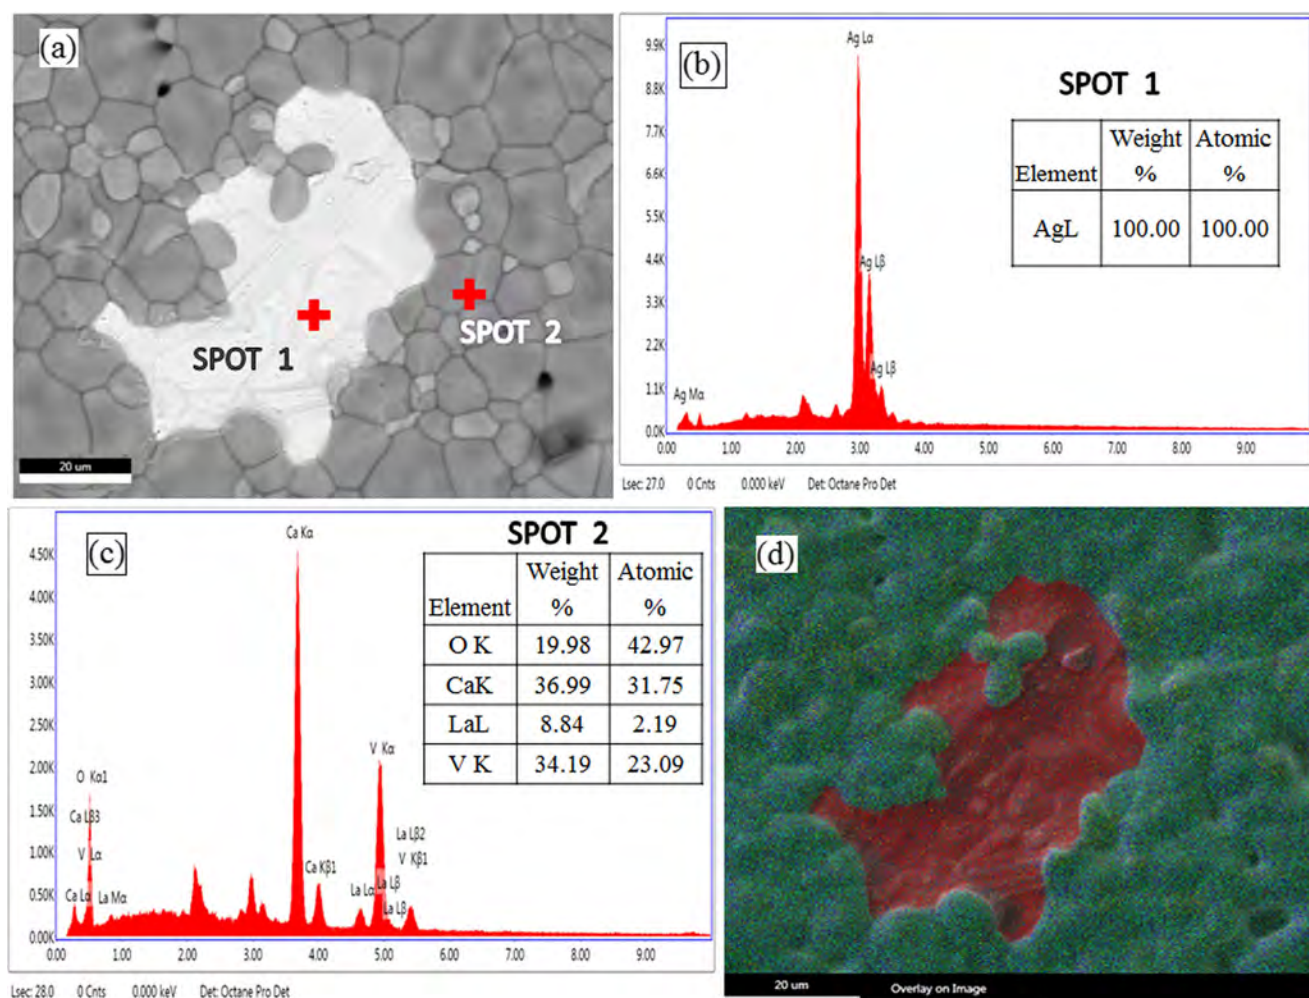 (a)
SPOT 1
SPOT 2
20 um
(b)
SPOT 1
Element Weight % Atomic %
AgL 100.00 100.00
9.9K
8.8K
7.7K
6.6K
5.5K
4.4K
3.3K
2.2K
1.1K
0.0K
Ag Lα
Ag Lβ
Ag Lβ
Ag Mα
0.00 1.00 2.00 3.00 4.00 5.00 6.00 7.00 8.00 9.00
Lsec: 27.0 0 Cnts 0.000 keV Det: Octane Pro Det
(c)
SPOT 2
Element Weight % Atomic %
O K 19.98 42.97
CaK 36.99 31.75
LaL 8.84 2.19
V K 34.19 23.09
4.50K
4.00K
3.50K
3.00K
2.50K
2.00K
1.50K
1.00K
0.50K
0.00K
Ca Kα
V Kα
O Kα1
Ca Lβ3
V Lα
Ca Lα
La Mα
Ca Kβ1
La Lα
La Lβ
La Lβ
La Lβ2
V Kβ1
0.00 1.00 2.00 3.00 4.00 5.00 6.00 7.00 8.00 9.00
Lsec: 28.0 0 Cnts 0.000 keV Det: Octane Pro Det
(d)
20 um
Overlay on Image